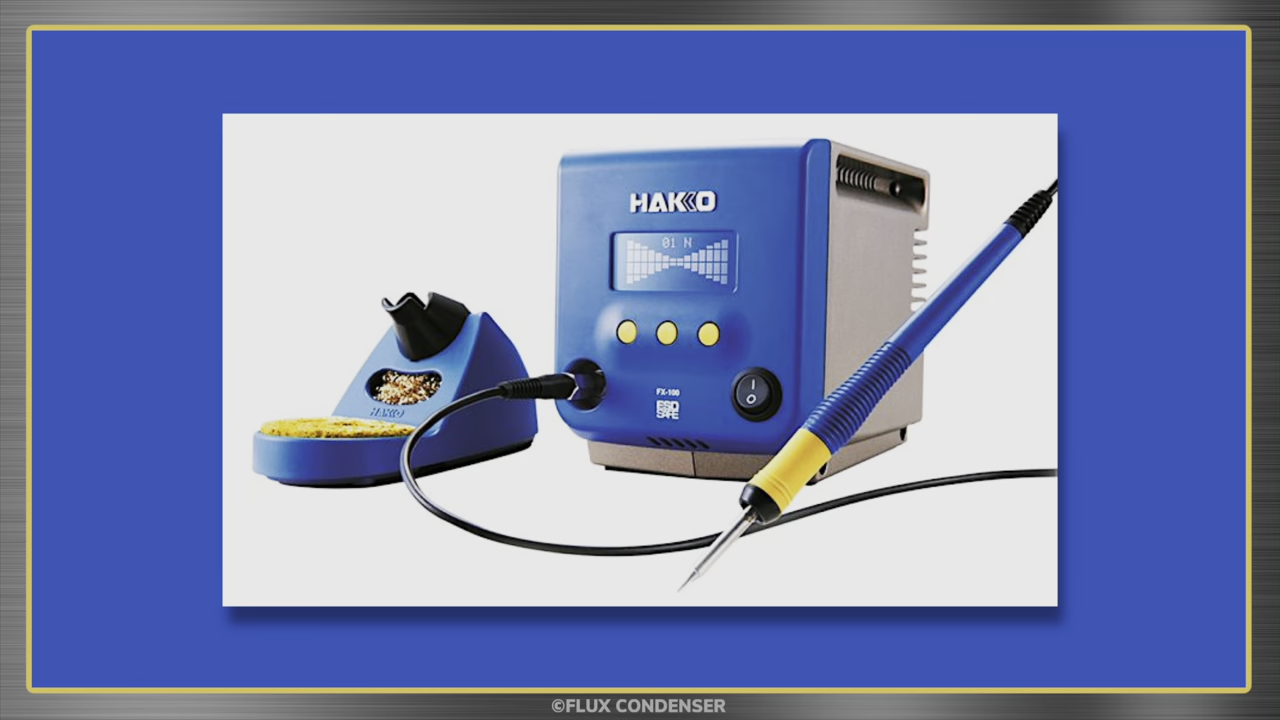 HAKKO
01 N
HAKKO
FX-100
ESD
SAFE
I
O
©FLUX CONDENSER